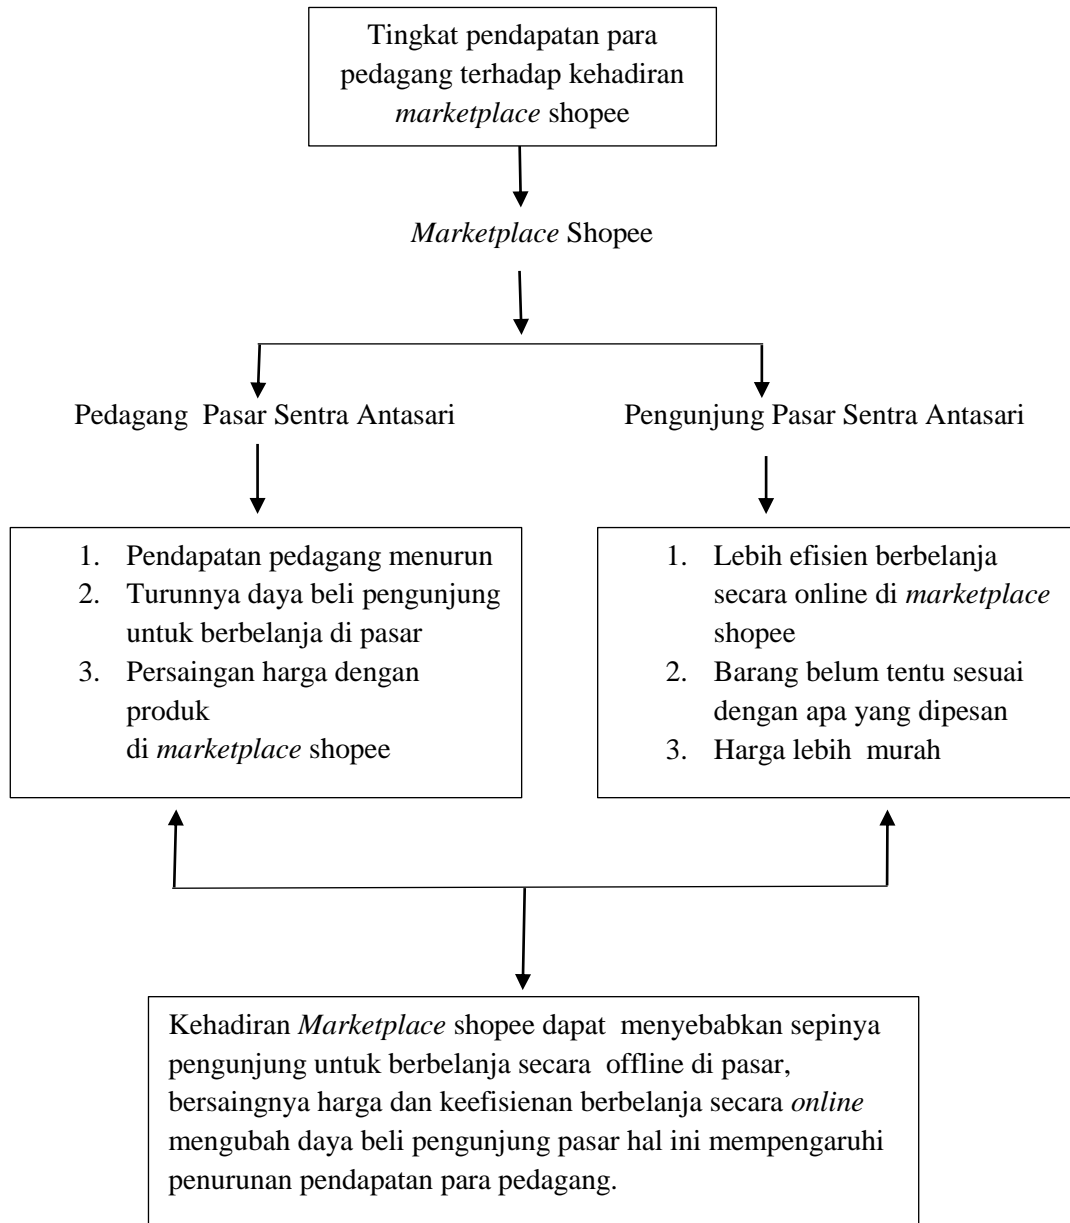 Tingkat pendapatan para
pedagang terhadap kehadiran
marketplace shopee
Marketplace Shopee
Pedagang Pasar Sentra Antasari
Pengunjung Pasar Sentra Antasari
1. Pendapatan pedagang menurun
2. Turunnya daya beli pengunjung
untuk berbelanja di pasar
3. Persaingan harga dengan
produk
di marketplace shopee
1. Lebih efisien berbelanja
secara online di marketplace
shopee
2. Barang belum tentu sesuai
dengan apa yang dipesan
3. Harga lebih murah
Kehadiran Marketplace shopee dapat menyebabkan sepinya
pengunjung untuk berbelanja secara offline di pasar,
bersaingnya harga dan keefisienan berbelanja secara online
mengubah daya beli pengunjung pasar hal ini mempengaruhi
penurunan pendapatan para pedagang.